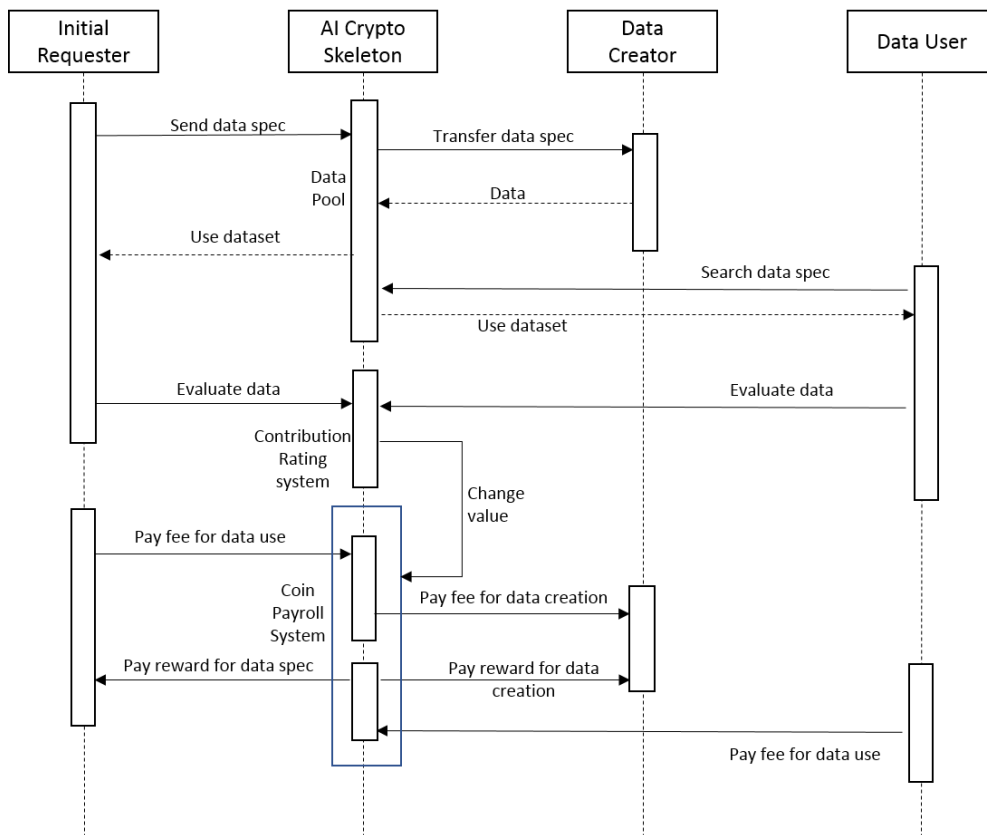 Initial
Requester
AI Crypto
Skeleton
Data
Creator
Data User
Send data spec
Transfer data spec
Data
Pool
Data
Use dataset
Search data spec
Use dataset
Evaluate data
Evaluate data
Contribution
Rating
system
Change
value
Pay fee for data use
Coin
Payroll
System
Pay fee for data creation
Pay reward for data spec
Pay reward for data
creation
Pay fee for data use